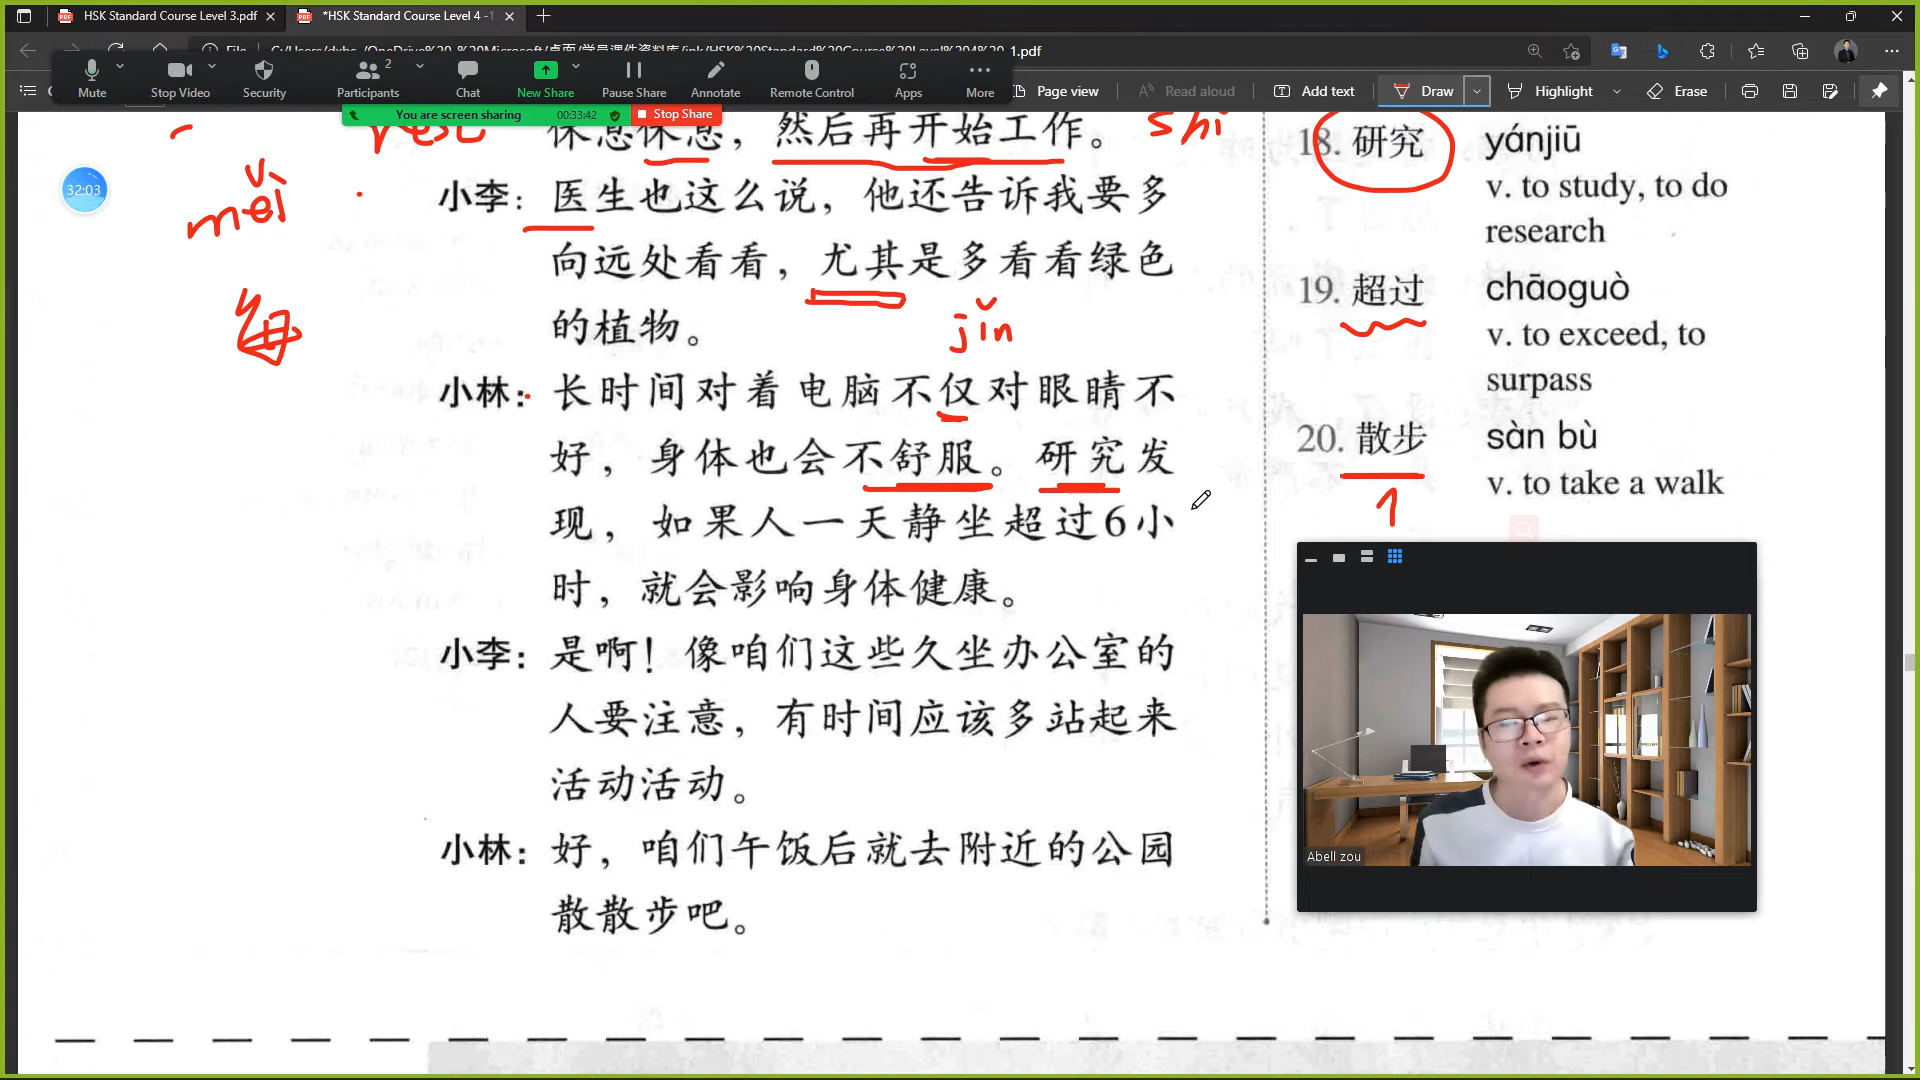 HSK Standard Course Level 3.pdf
*HSK Standard Course Level 4 -1.
Mute
Stop Video
Security
Participants
2
Chat
New Share
Pause Share
Annotate
Remote Control
Apps
More
Page view
Read aloud
Add text
Draw
Highlight
Erase
You are screen sharing
00:33:42
Stop Share
32:03
rest
休息休息，然后再开始工作。
shi
měi
每
小李：医生也这么说，他还告诉我要多
向远处看看，尤其是多看看绿色
的植物。
jǐn
小林：长时间对着电脑不仅对眼睛不
好，身体也会不舒服。研究发
现，如果人一天静坐超过6小
时，就会影响身体健康。
小李：是啊！像咱们这些久坐办公室的
人要注意，有时间应该多站起来
活动活动。
小林：好，咱们午饭后就去附近的公园
散散步吧。
18. 研究 yánjiū
v. to study, to do
research
19. 超过 chāoguò
v. to exceed, to
surpass
20. 散步 sàn bù
v. to take a walk
1
Abell zou